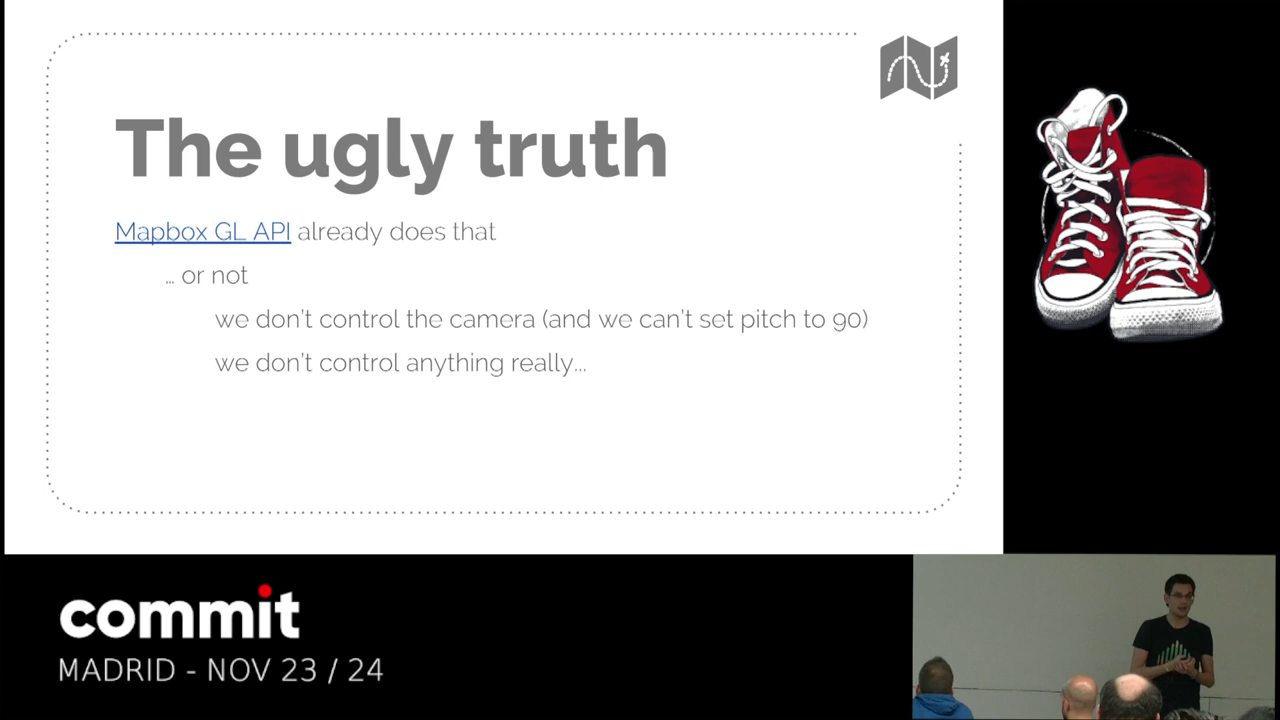 The ugly truth
Mapbox GL API already does that
... or not
we don't control the camera (and we can't set pitch to 90)
we don't control anything really...
commit
MADRID - NOV 23 / 24